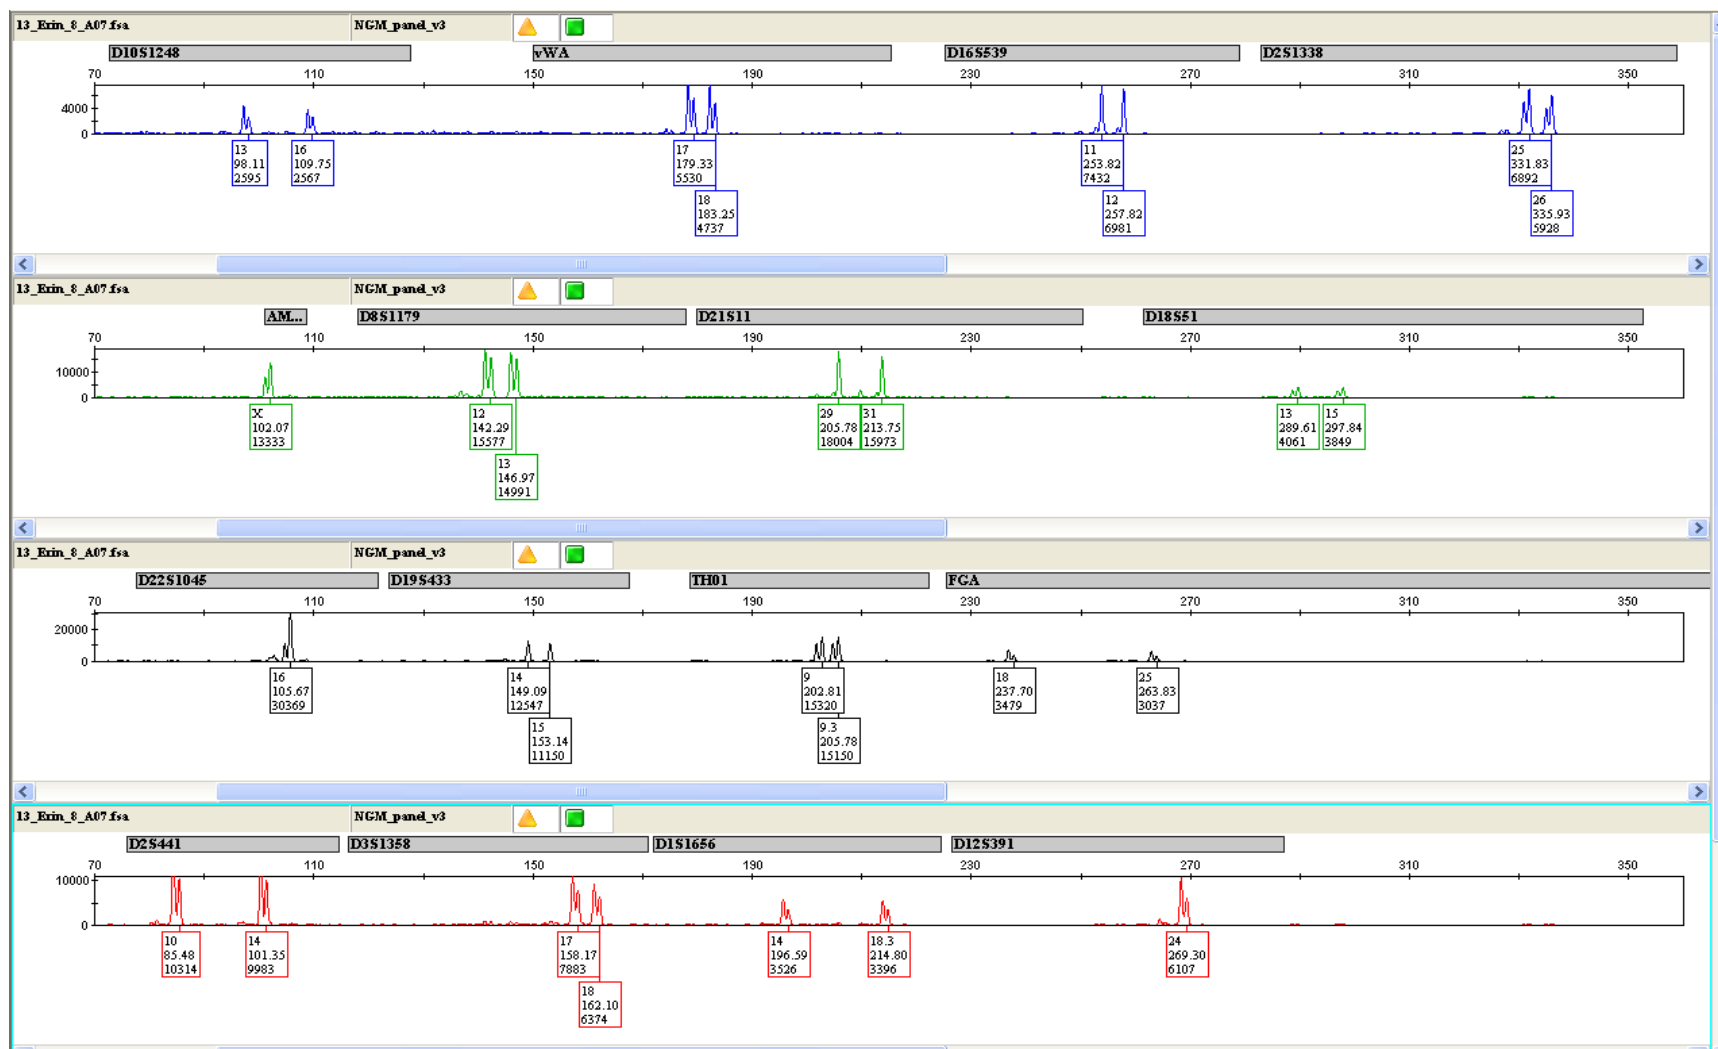 13_Erin_8_A07.fsa NGM_panel_v3
D10S1248 vWA D16S539 D2S1338
70 110 150 190 230 270 310 350
4000
0
13 16 17 11 25
98.11 109.75 179.33 253.82 331.83
2595 2567 5530 7432 6892
18 12 26
183.25 257.82 335.93
4737 6981 5928
13_Erin_8_A07.fsa NGM_panel_v3
AM... D8S1179 D21S11 D18S51
70 110 150 190 230 270 310 350
10000
0
X 12 29 31 13 15
102.07 142.29 205.78 213.75 289.61 297.84
13333 15577 18004 15973 4061 3849
13
146.97
14991
13_Erin_8_A07.fsa NGM_panel_v3
D22S1045 D19S433 TH01 FGA
70 110 150 190 230 270 310 350
20000
0
16 14 9 18 25
105.67 149.09 202.81 237.70 263.83
30369 12547 15320 3479 3037
15 9.3
153.14 205.78
11150 15150
13_Erin_8_A07.fsa NGM_panel_v3
D2S441 D3S1358 D1S1656 D12S391
70 110 150 190 230 270 310 350
10000
0
10 14 17 14 18.3 24
85.48 101.35 158.17 196.59 214.80 269.30
10314 9983 7883 3526 3396 6107
18
162.10
6374